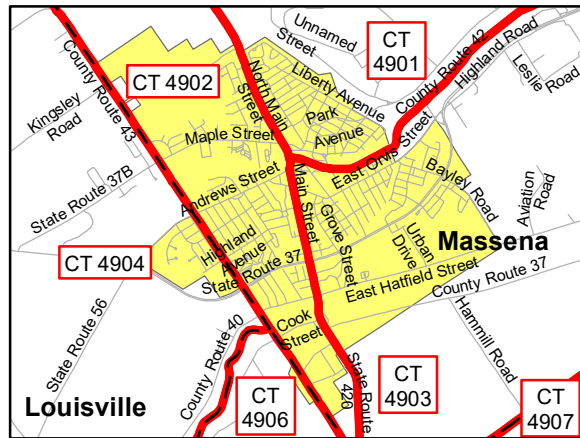 Unnamed
Street
CT
4901
County Route 42
Highland Road
Leslie
Road
CT 4902
County Route 43
Kingsley
Road
North Main
Street
Liberty Avenue
Park
Avenue
Maple Street
East Orvis Street
State Route 37B
Andrews Street
Main Street
Bayley Road
Aviation
Road
Grove Street
Urban
Drive
Massena
Highland
Avenue
CT 4904
State Route 37
East Hatfield Street
County Route 37
State Route 56
County Route 40
Cook
Street
Hammill Road
State Route
420
CT
4903
CT
4906
CT
4907
Louisville